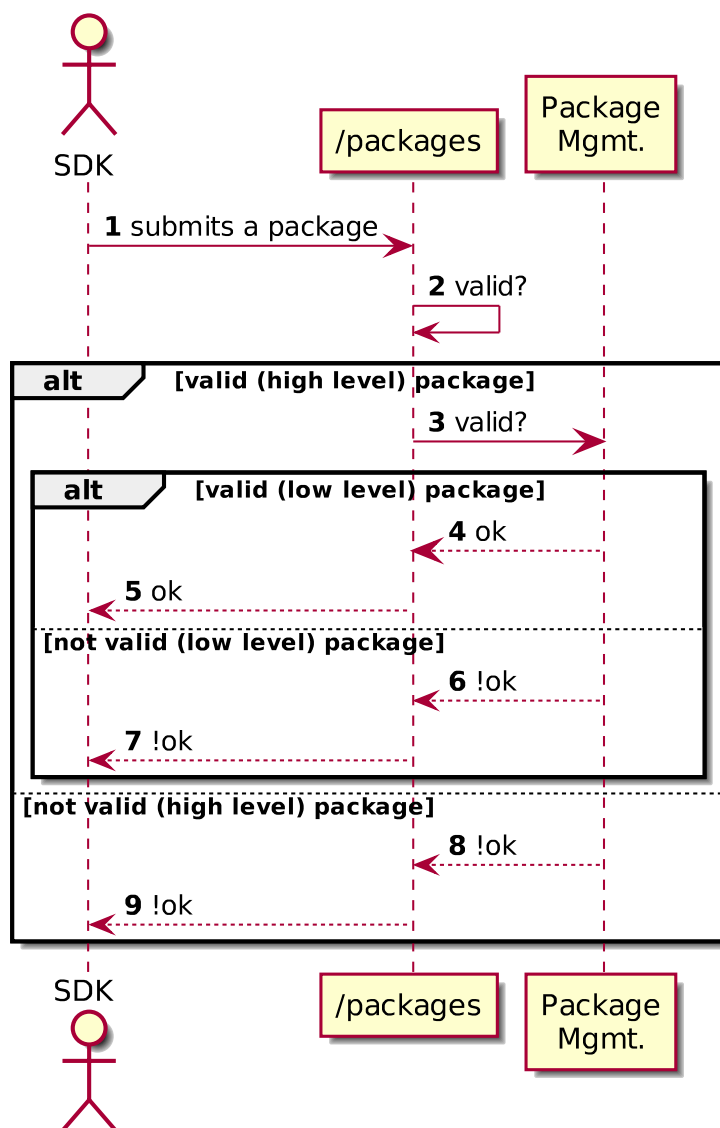 SDK
/packages
Package
Mgmt.
1 submits a package
2 valid?
alt [valid (high level) package]
3 valid?
alt [valid (low level) package]
4 ok
5 ok
[not valid (low level) package]
6 !ok
7 !ok
[not valid (high level) package]
8 !ok
9 !ok
SDK
/packages
Package
Mgmt.